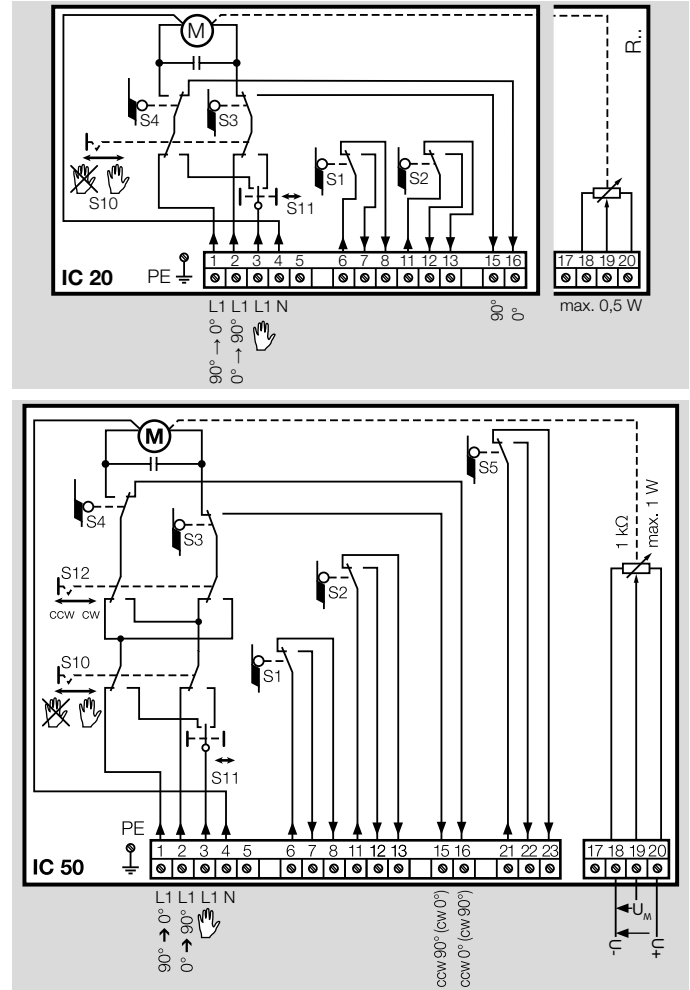 M
R..
S4
S3
S1
S2
S10
S11
IC 20
PE
1 2 3 4 5 6 7 8 11 12 13 15 16
17 18 19 20
L1 L1 L1 N
90° → 0°
0° → 90°
90°
0°
max. 0,5 W
M
S4
S3
S5
S12
ccw cw
S2
1 kΩ
max. 1 W
S10
S1
S11
PE
IC 50
1 2 3 4 5 6 7 8 11 12 13 15 16 21 22 23
17 18 19 20
L1 L1 L1 N
90° → 0°
0° → 90°
ccw 90° (cw 0°)
ccw 0° (cw 90°)
UM
U-
U+